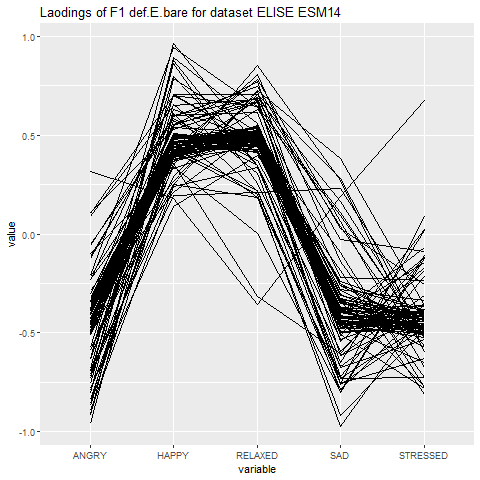 Laodings of F1 def.E.bare for dataset ELISE ESM14
1.0
0.5
0.0
-0.5
-1.0
value
ANGRY HAPPY RELAXED SAD STRESSED
variable